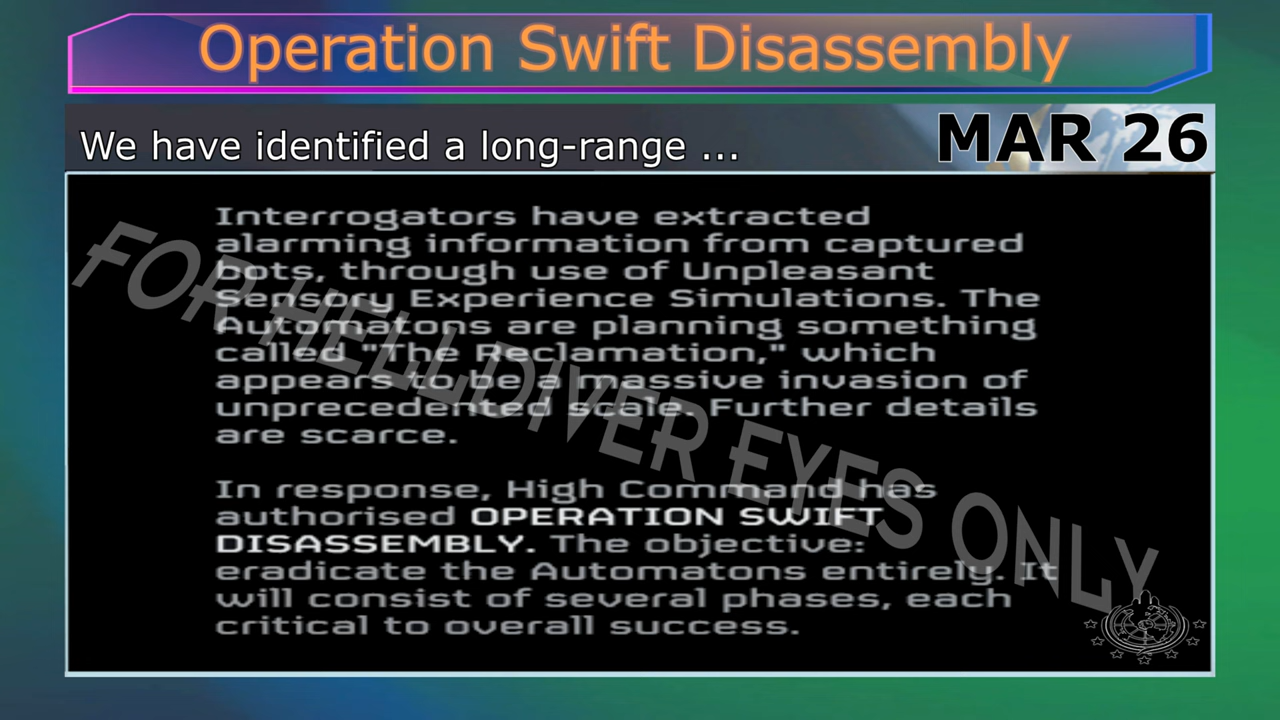 Operation Swift Disassembly
We have identified a long-range ...
MAR 26
Interrogators have extracted
alarming information from captured
bots, through use of Unpleasant
Sensory Experience Simulations. The
Automatons are planning something
called "The Reclamation," which
appears to be a massive invasion of
unprecedented scale. Further details
are scarce.
In response, High Command has
authorised OPERATION SWIFT
DISASSEMBLY. The objective:
eradicate the Automatons entirely. It
will consist of several phases, each
critical to overall success.
FOR HELLDIVER EYES ONLY